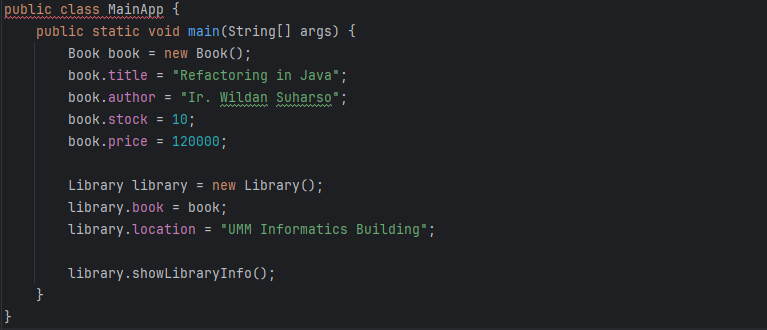 public class MainApp {
    public static void main(String[] args) {
        Book book = new Book();
        book.title = "Refactoring in Java";
        book.author = "Ir. Wildan Suharso";
        book.stock = 10;
        book.price = 120000;

        Library library = new Library();
        library.book = book;
        library.location = "UMM Informatics Building";

        library.showLibraryInfo();
    }
}